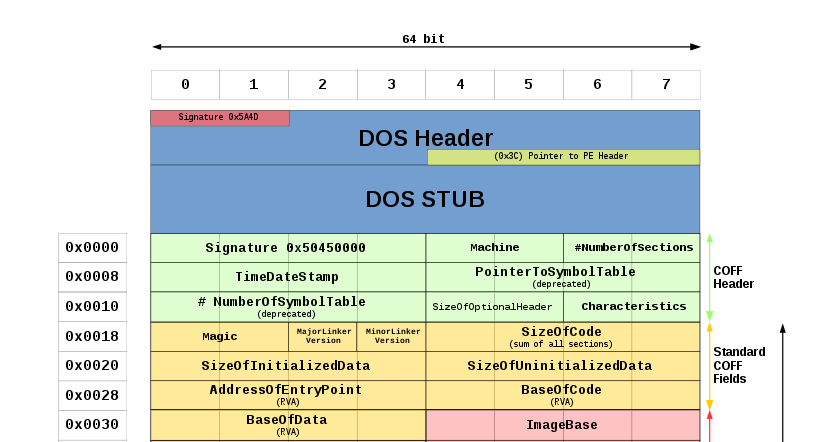 64 bit
0 1 2 3 4 5 6 7
Signature 0x5A4D
DOS Header
(0x3C) Pointer to PE Header
DOS STUB
0x0000 Signature 0x50450000 Machine #NumberOfSections
0x0008 TimeDateStamp PointerToSymbolTable
(deprecated)
COFF
Header
0x0010 # NumberOfSymbolTable
(deprecated)
SizeOfOptionalHeader Characteristics
0x0018 Magic MajorLinker
Version
MinorLinker
Version
SizeOfCode
(sum of all sections)
Standard
COFF
Fields
0x0020 SizeOfInitializedData SizeOfUninitializedData
0x0028 AddressOfEntryPoint
(RVA)
BaseOfCode
(RVA)
0x0030 BaseOfData
(RVA)
ImageBase